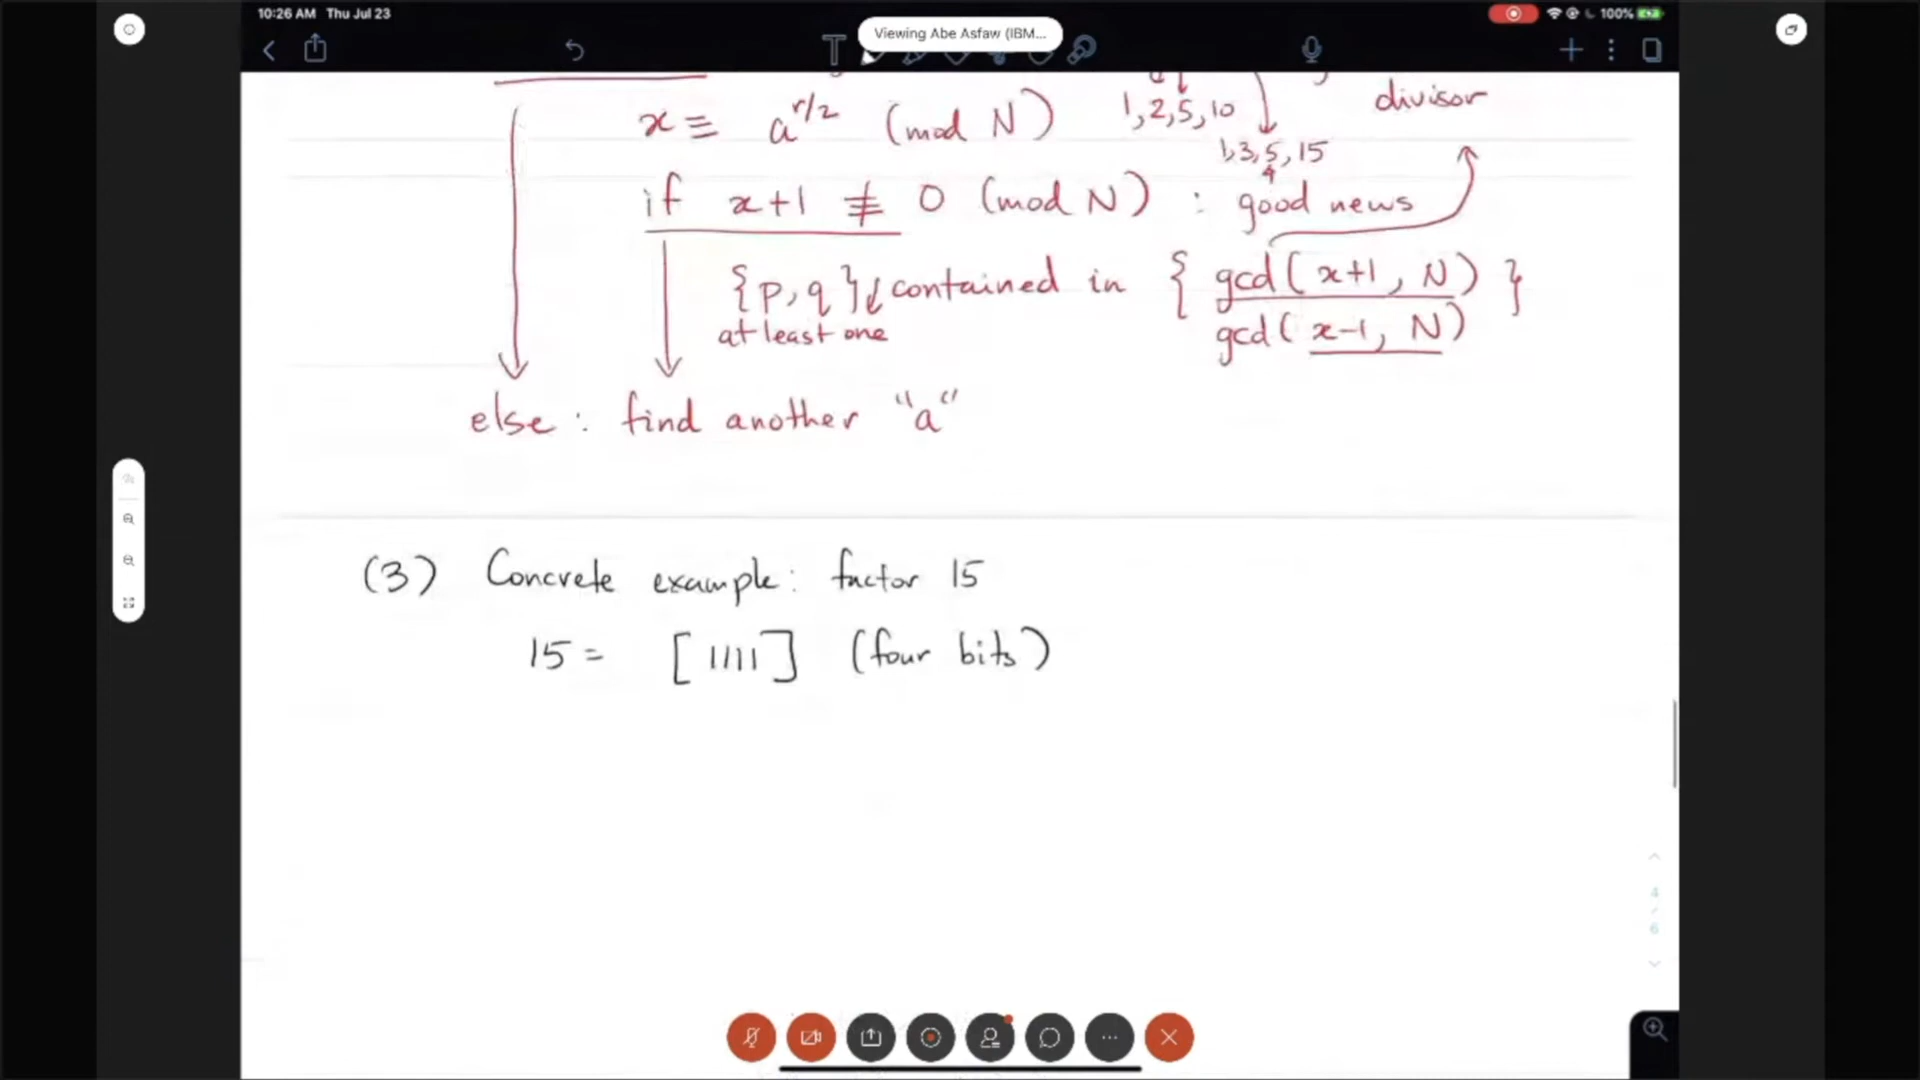 10:26 AM Thu Jul 23
100%
Viewing Abe Asfaw (IBM...
T
1,2,5,10
divisor
x ≡ a^{r/2} (mod N)
1,3,5,15
if x+1 ≢ 0 (mod N) : good news
{p,q} contained in { gcd(x+1, N) }
at least one
gcd(x-1, N)
else : find another "a"
(3) Concrete example: factor 15
15 = [1111] (four bits)
4
/
6